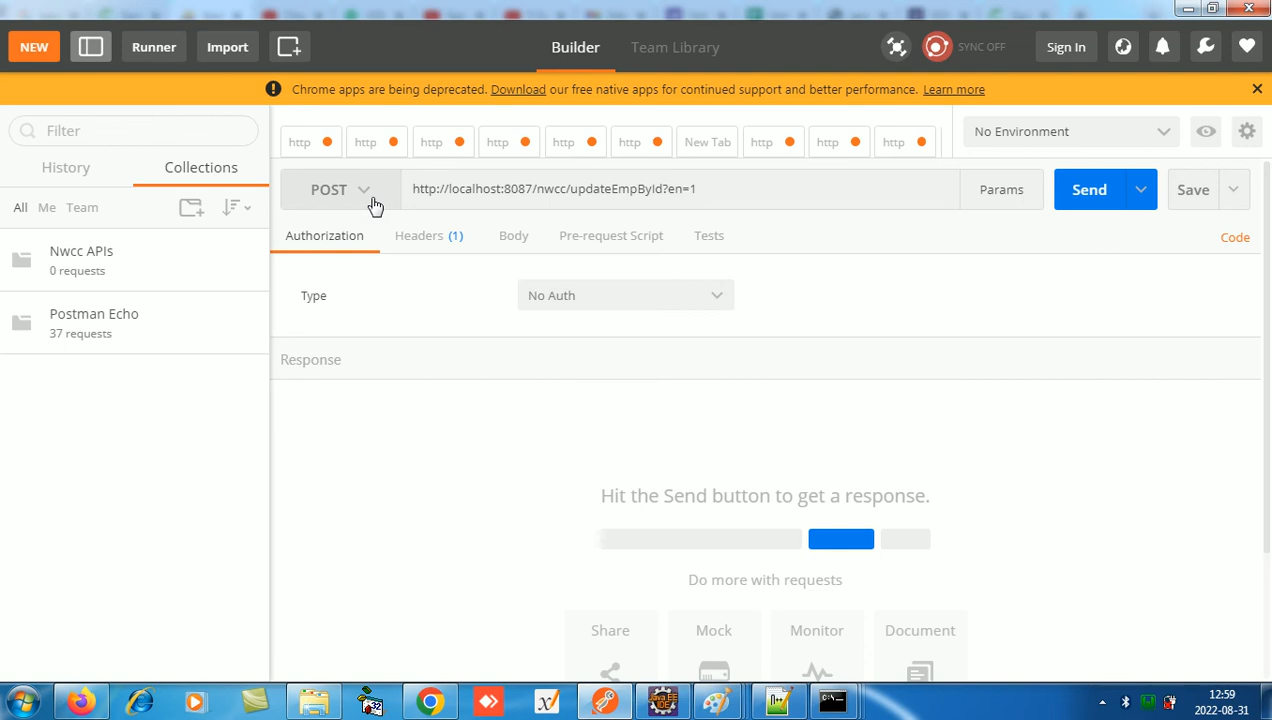 NEW
Runner
Import
Builder
Team Library
SYNC OFF
Sign In
Chrome apps are being deprecated. Download our free native apps for continued support and better performance. Learn more
Filter
History
Collections
All Me Team
Nwcc APIs
0 requests
Postman Echo
37 requests
http http http http http http New Tab http http http
No Environment
POST
http://localhost:8087/nwcc/updateEmpById?en=1
Params
Send
Save
Authorization
Headers (1)
Body
Pre-request Script
Tests
Code
Type
No Auth
Response
Hit the Send button to get a response.
Do more with requests
Share
Mock
Monitor
Document
Java EE
IDE
32
12:59
2022-08-31